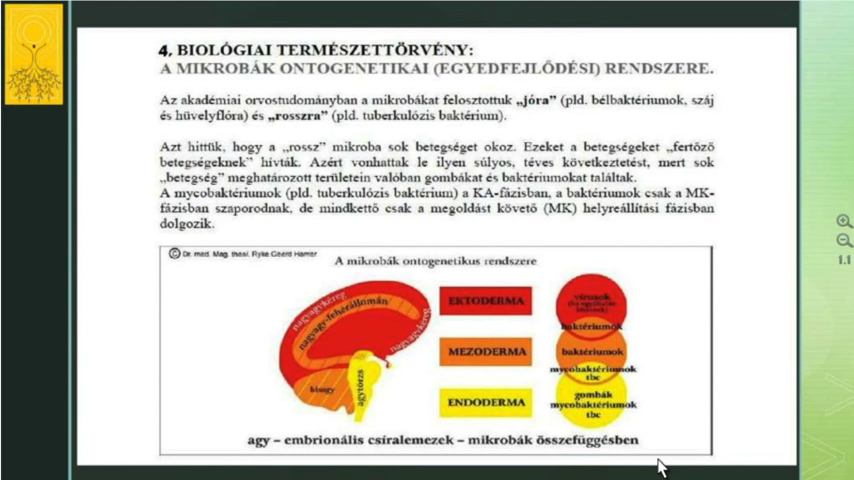 4. BIOLÓGIAI TERMÉSZETTÖRVÉNY:
A MIKROBÁK ONTOGENETIKAI (EGYEDFEJLŐDÉSI) RENDSZERE.
Az akadémiai orvostudományban a mikrobákat felosztottuk „jóra” (pld. bélbaktériumok, száj
és hüvelyflóra) és „rosszra” (pld. tuberkulózis baktérium).
Azt hittük, hogy a „rossz” mikroba sok betegséget okoz. Ezeket a betegségeket „fertőző
betegségeknek” hívták. Azért vonhattak le ilyen súlyos, téves következtetést, mert sok
„betegség” meghatározott területein valóban gombákat és baktériumokat találtak.
A mycobaktériumok (pld. tuberkulózis baktérium) a KA-fázisban, a baktériumok csak a MK-
fázisban szaporodnak, de mindkettő csak a megoldást követő (MK) helyreállítási fázisban
dolgozik.
© Dr. med. Mag. theol. Ryke Geerd Hamer
A mikrobák ontogenetikus rendszere
nagyagykéreg
nagyagy-fehérállomány
nagyagykéreg
kisagy
agytörzs
EKTODERMA
MEZODERMA
ENDODERMA
vírusok
baktériumok
baktériumok
mycobaktériumok
tbc
gombák
mycobaktériumok
tbc
agy – embrionális csíralemezek – mikrobák összefüggésben
1.1